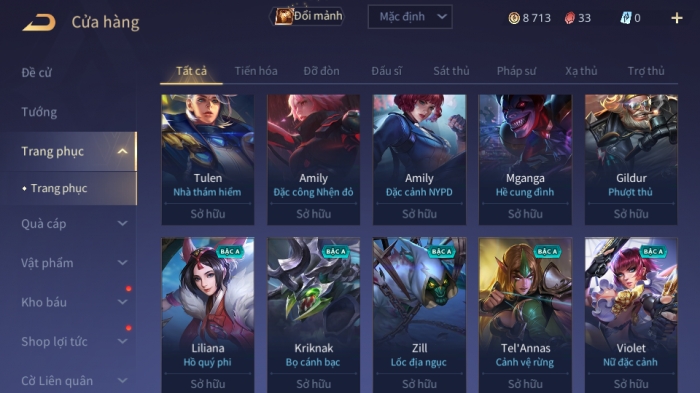 Cửa hàng
Đổi mảnh
Mặc định
8 713
33
0
Đề cử
Tướng
Trang phục
Trang phục
Quà cáp
Vật phẩm
Kho báu
Shop lợi tức
Cờ Liên quân
Tất cả
Tiến hóa
Đỡ đòn
Đấu sĩ
Sát thủ
Pháp sư
Xạ thủ
Trợ thủ
Tulen
Nhà thám hiểm
Sở hữu
Amily
Đặc công Nhện đỏ
Sở hữu
Amily
Đặc cảnh NYPD
Sở hữu
Mganga
Hề cung đình
Sở hữu
Gildur
Phượt thủ
Sở hữu
BẬC A
Liliana
Hồ quý phi
Sở hữu
Kriknak
Bọ cánh bạc
Sở hữu
BẬC A
Zill
Lốc địa ngục
Sở hữu
BẬC A
Tel'Annas
Cảnh vệ rừng
Sở hữu
BẬC A
Violet
Nữ đặc cảnh
Sở hữu